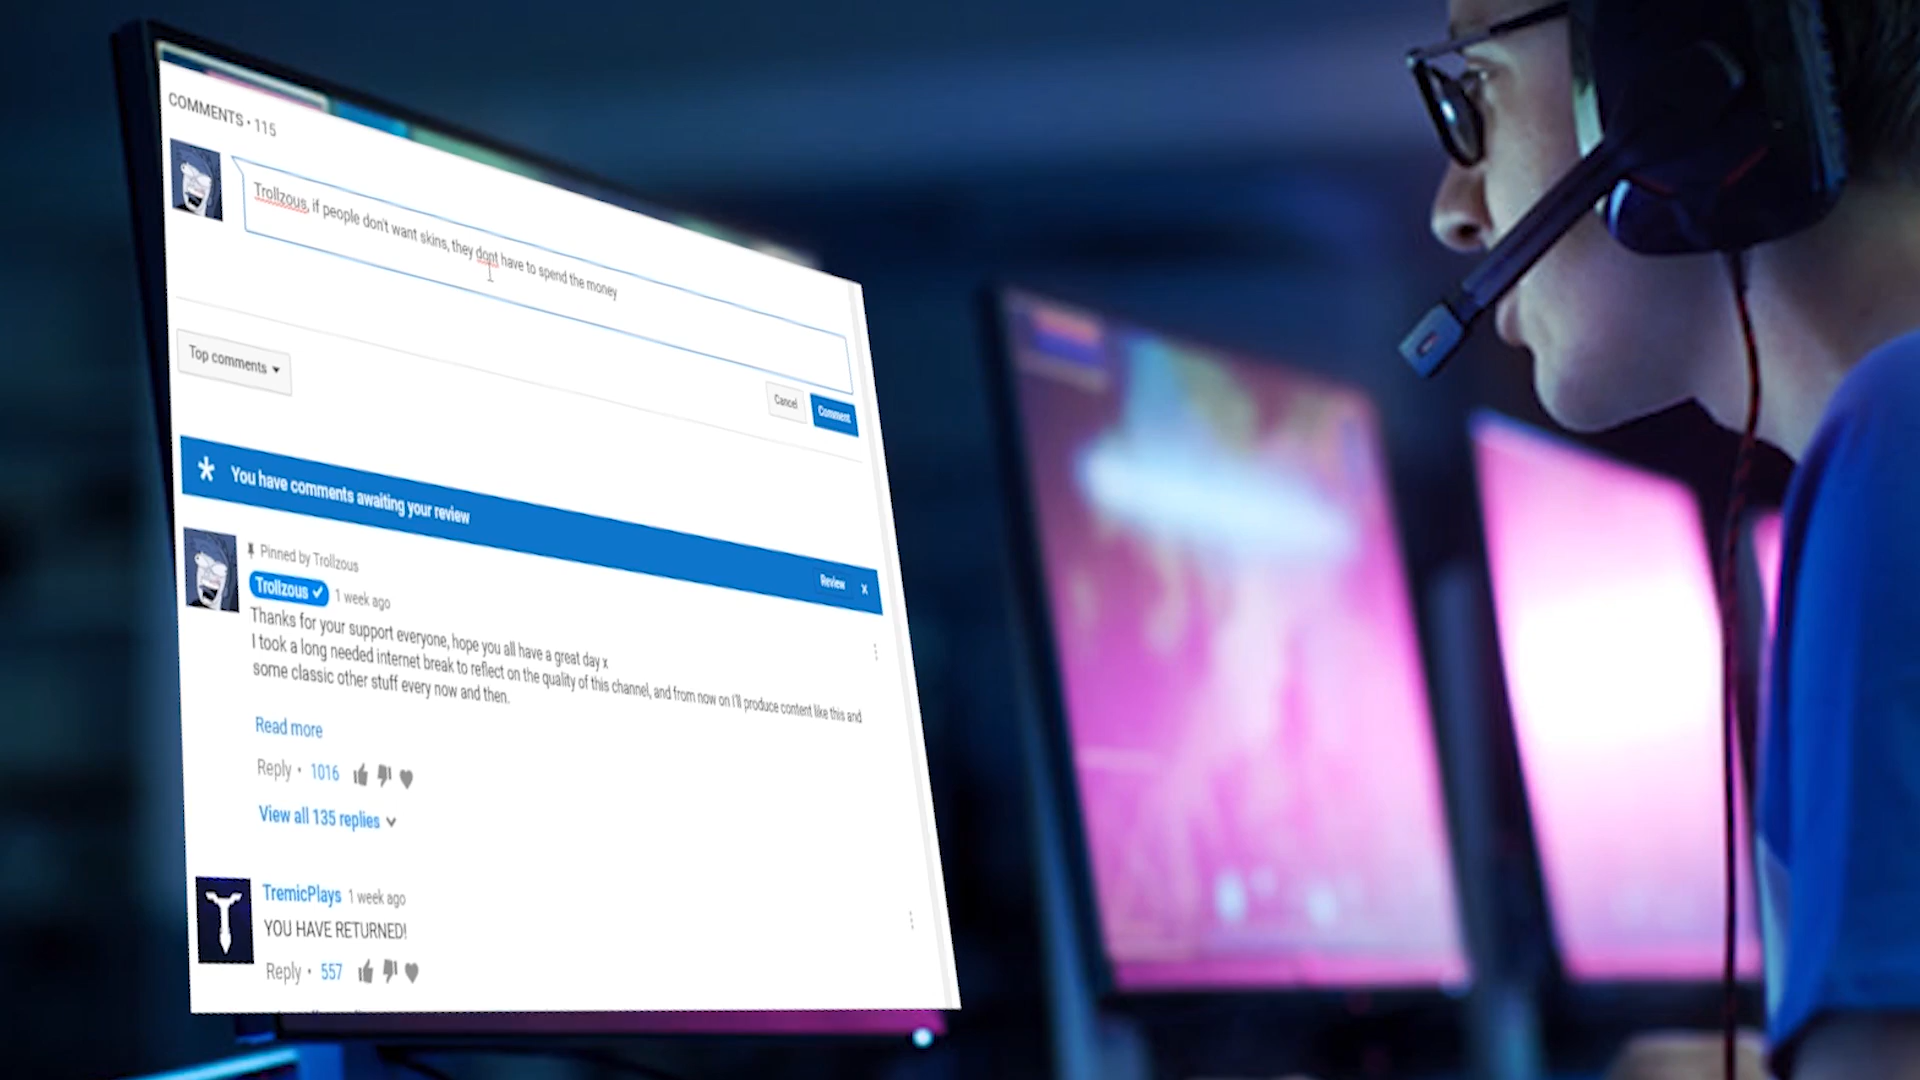 COMMENTS • 115
Trollzous, if people don't want skins, they dont have to spend the money
Cancel
Comment
Top comments
You have comments awaiting your review
Review
x
Pinned by Trollzous
Trollzous
1 week ago
Thanks for your support everyone, hope you all have a great day x
I took a long needed internet break to reflect on the quality of this channel, and from now on I'll produce content like this and
some classic other stuff every now and then.
Read more
Reply • 1016
View all 135 replies
TremicPlays 1 week ago
YOU HAVE RETURNED!
Reply • 557